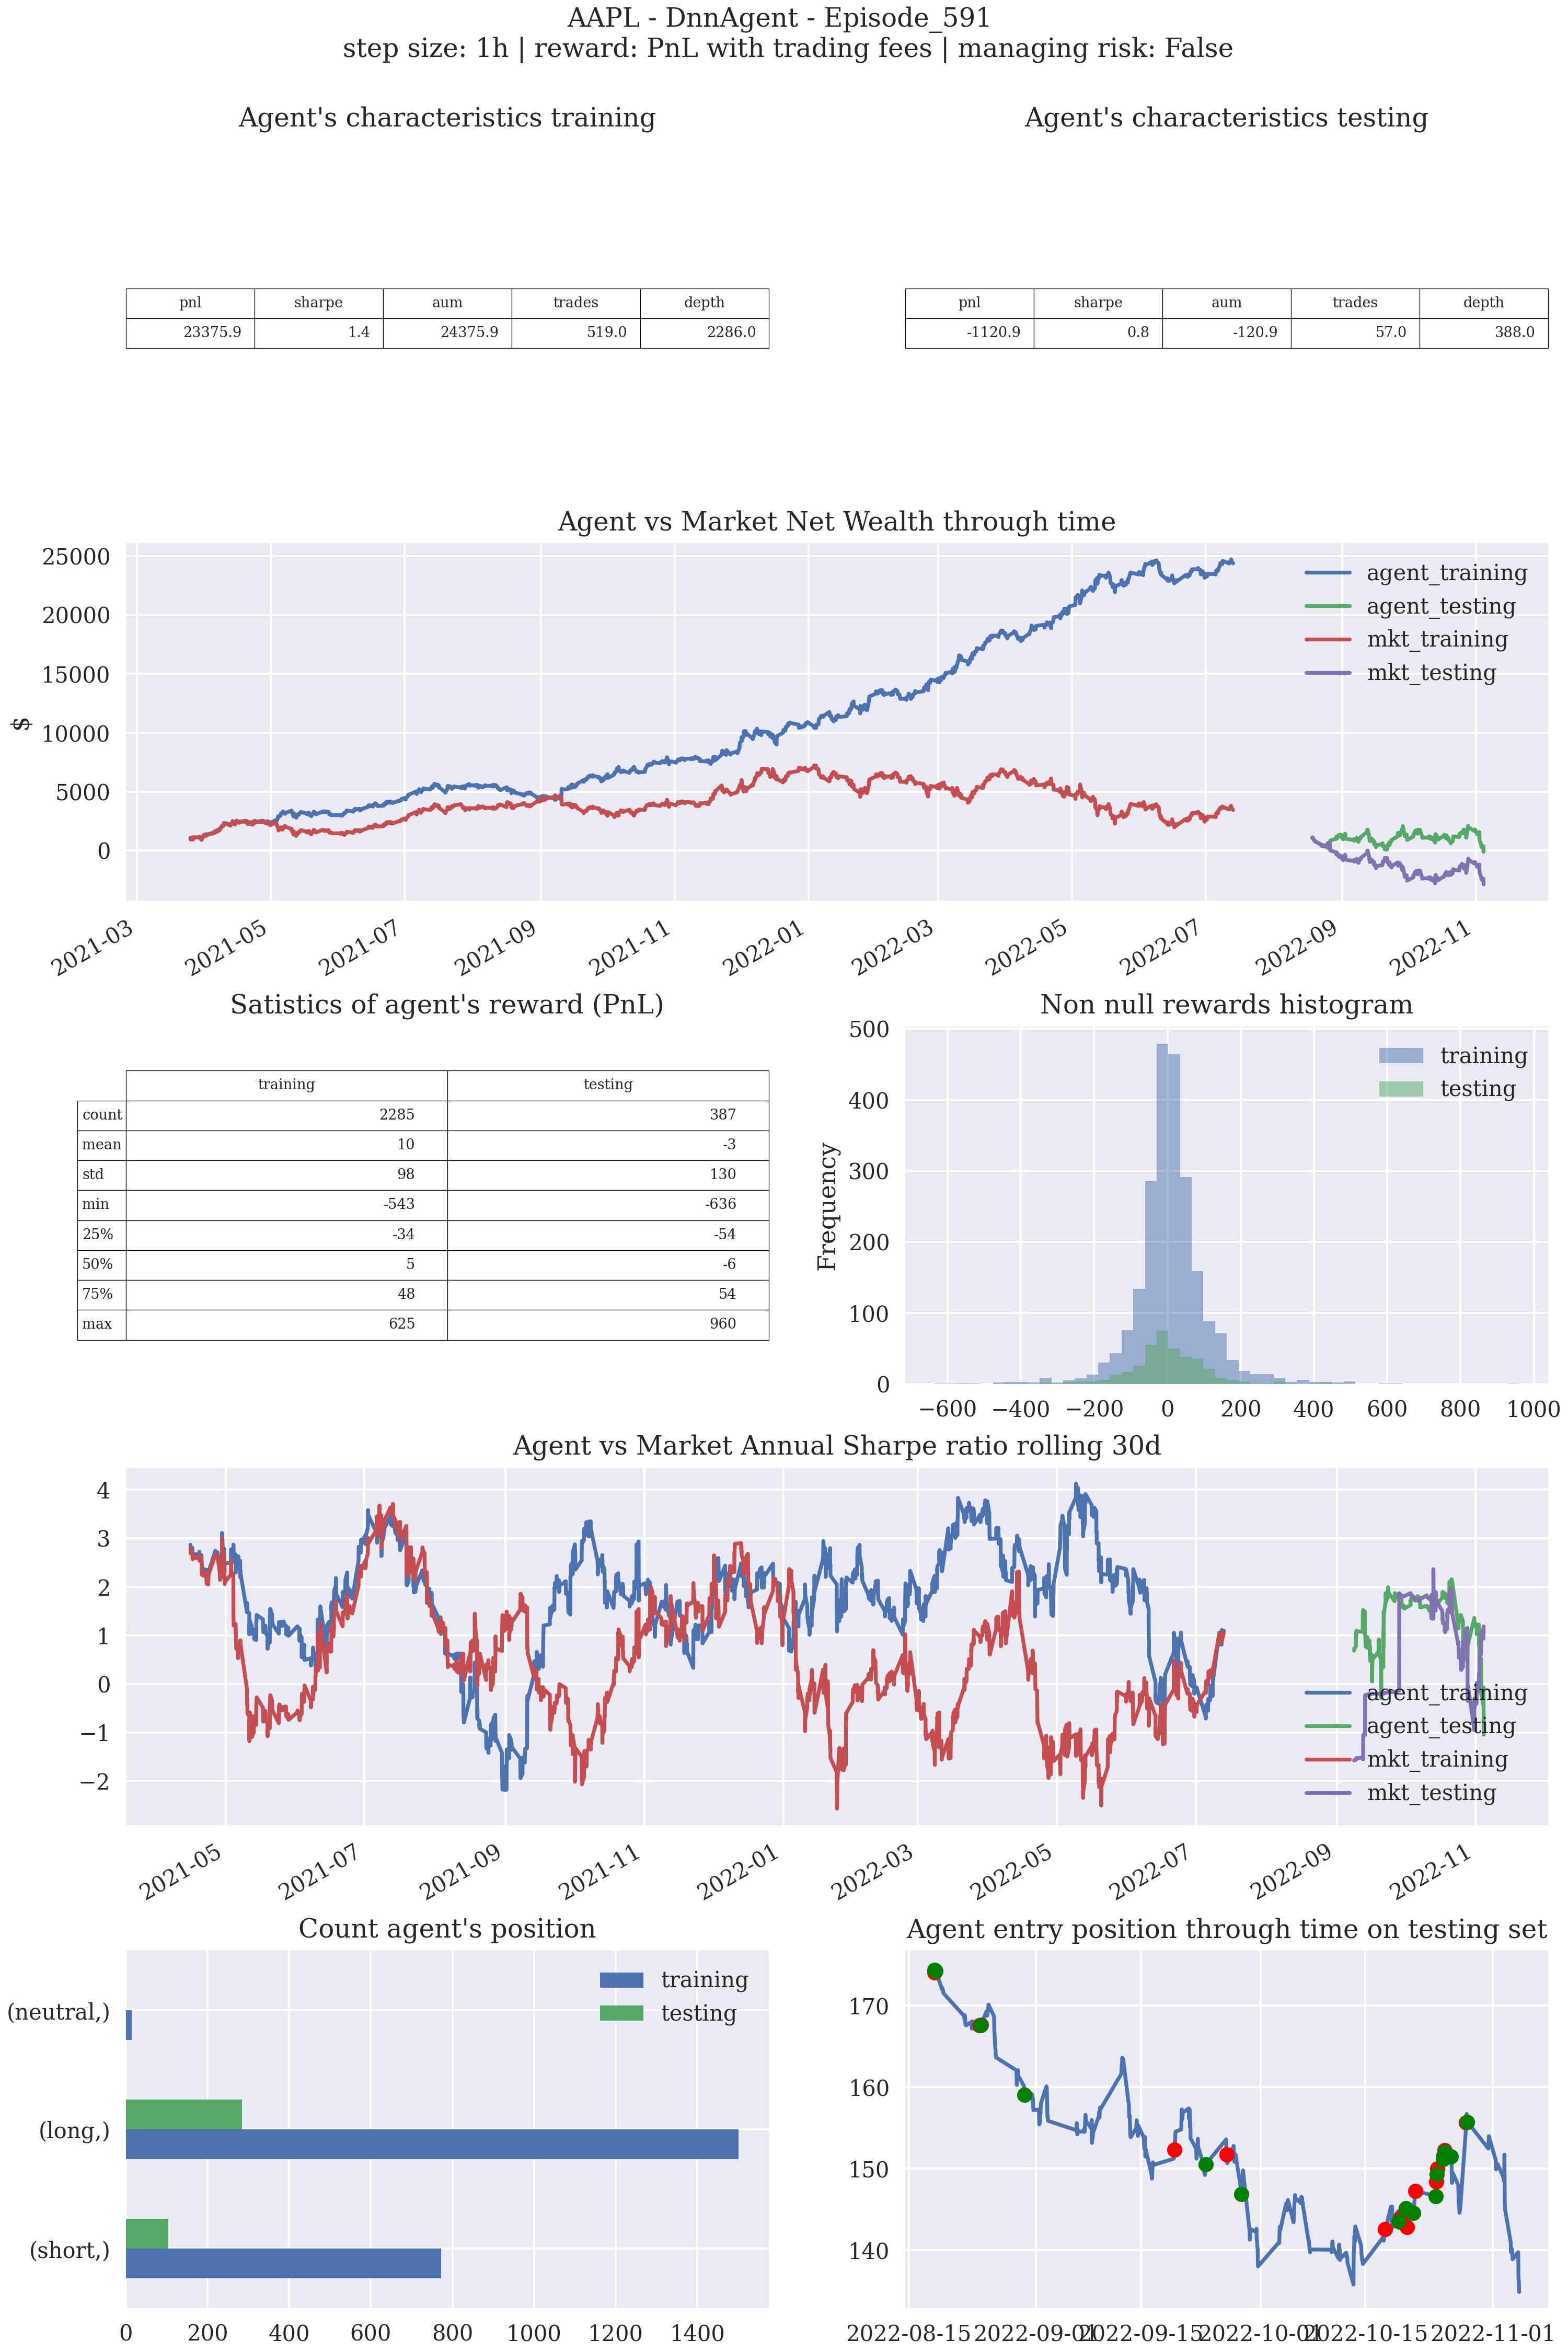 AAPL - DnnAgent - Episode_591
step size: 1h | reward: PnL with trading fees | managing risk: False
Agent's characteristics training
pnl sharpe aum trades depth
23375.9 1.4 24375.9 519.0 2286.0
Agent's characteristics testing
pnl sharpe aum trades depth
-1120.9 0.8 -120.9 57.0 388.0
Agent vs Market Net Wealth through time
$
25000
20000
15000
10000
5000
0
agent_training
agent_testing
mkt_training
mkt_testing
2021-03 2021-05 2021-07 2021-09 2021-11 2022-01 2022-03 2022-05 2022-07 2022-09 2022-11
Satistics of agent's reward (PnL)
training testing
count 2285 387
mean 10 -3
std 98 130
min -543 -636
25% -34 -54
50% 5 -6
75% 48 54
max 625 960
Non null rewards histogram
Frequency
500
400
300
200
100
0
training
testing
−600 −400 −200 0 200 400 600 800 1000
Agent vs Market Annual Sharpe ratio rolling 30d
4
3
2
1
0
−1
−2
agent_training
agent_testing
mkt_training
mkt_testing
2021-05 2021-07 2021-09 2021-11 2022-01 2022-03 2022-05 2022-07 2022-09 2022-11
Count agent's position
training
testing
(neutral,)
(long,)
(short,)
0 200 400 600 800 1000 1200 1400
Agent entry position through time on testing set
170
160
150
140
2022-08-15 2022-09-01 2022-09-15 2022-10-01 2022-10-15 2022-11-01